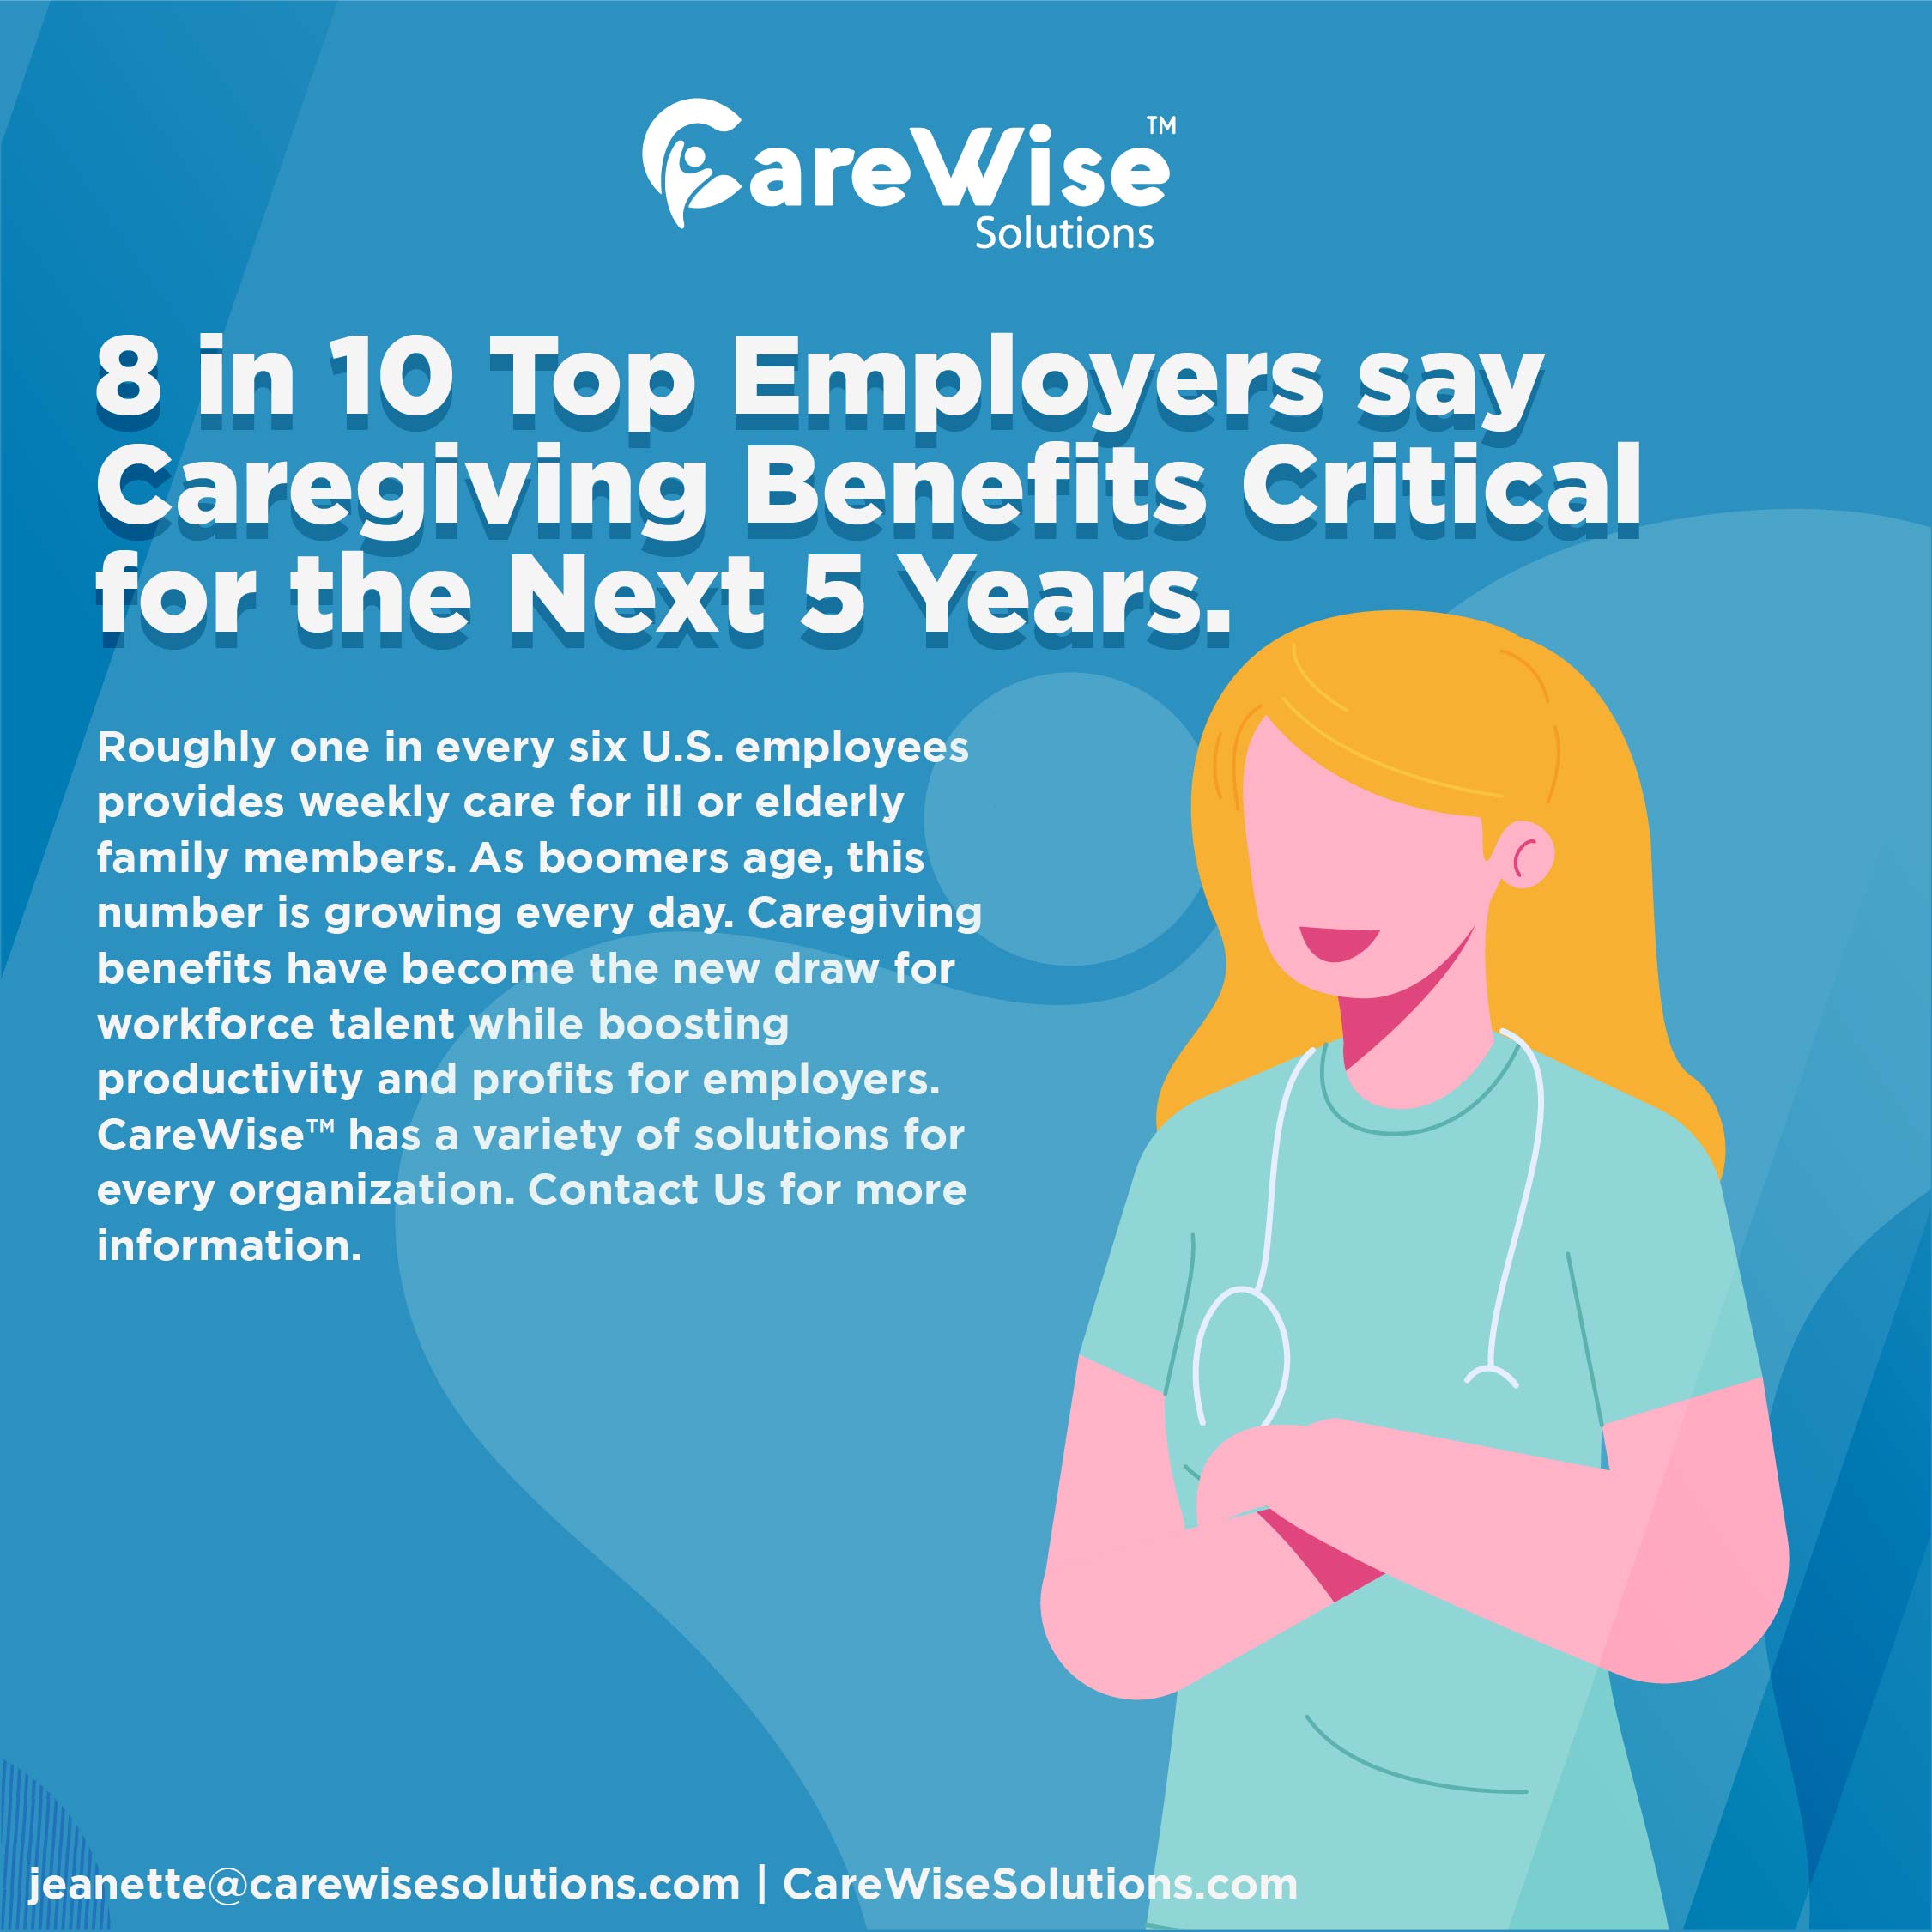 CareWise™
Solutions
8 in 10 Top Employers say
Caregiving Benefits Critical
for the Next 5 Years.
Roughly one in every six U.S. employees
provides weekly care for ill or elderly
family members. As boomers age, this
number is growing every day. Caregiving
benefits have become the new draw for
workforce talent while boosting
productivity and profits for employers.
CareWise™ has a variety of solutions for
every organization. Contact Us for more
information.
jeanette@carewisesolutions.com | CareWiseSolutions.com